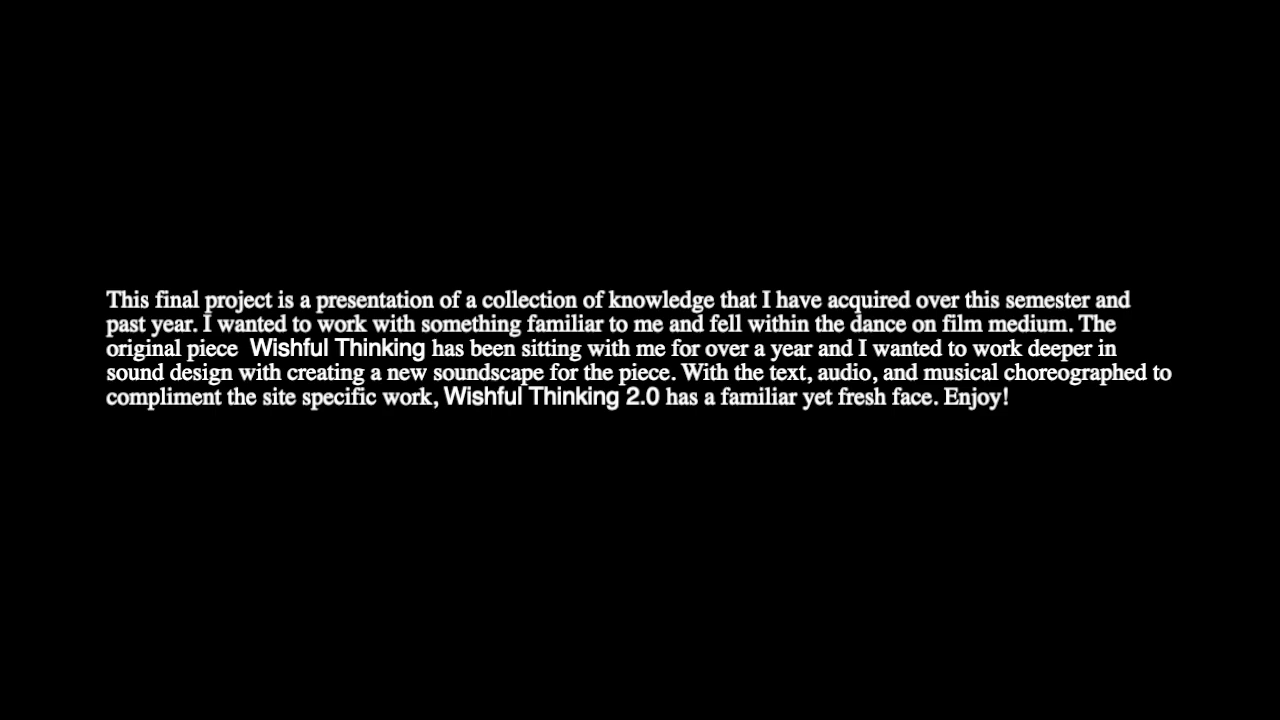 This final project is a presentation of a collection of knowledge that I have acquired over this semester and
past year. I wanted to work with something familiar to me and fell within the dance on film medium. The
original piece  Wishful Thinking has been sitting with me for over a year and I wanted to work deeper in
sound design with creating a new soundscape for the piece. With the text, audio, and musical choreographed to
compliment the site specific work, Wishful Thinking 2.0 has a familiar yet fresh face. Enjoy!